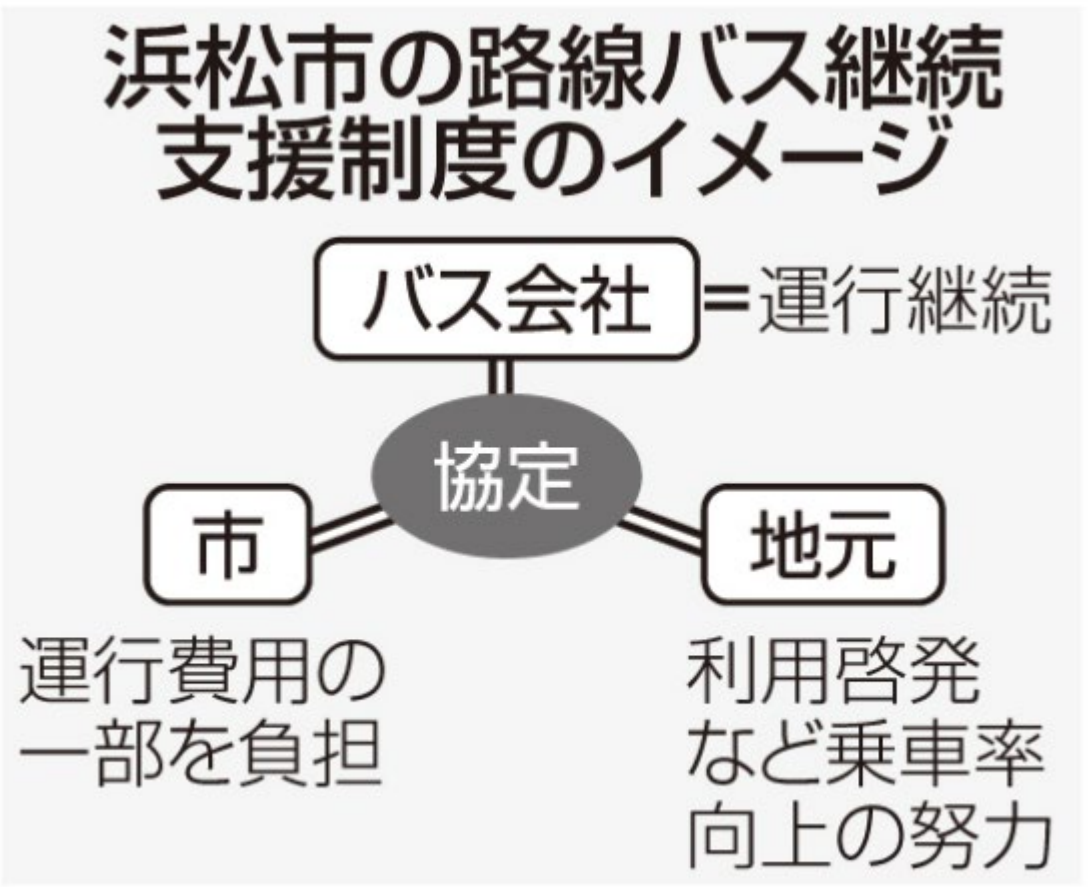 浜松市の路線バス継続
支援制度のイメージ
バス会社=運行継続
協定
市
運行費用の
一部を負担
地元
利用啓発
など乗車率
向上の努力